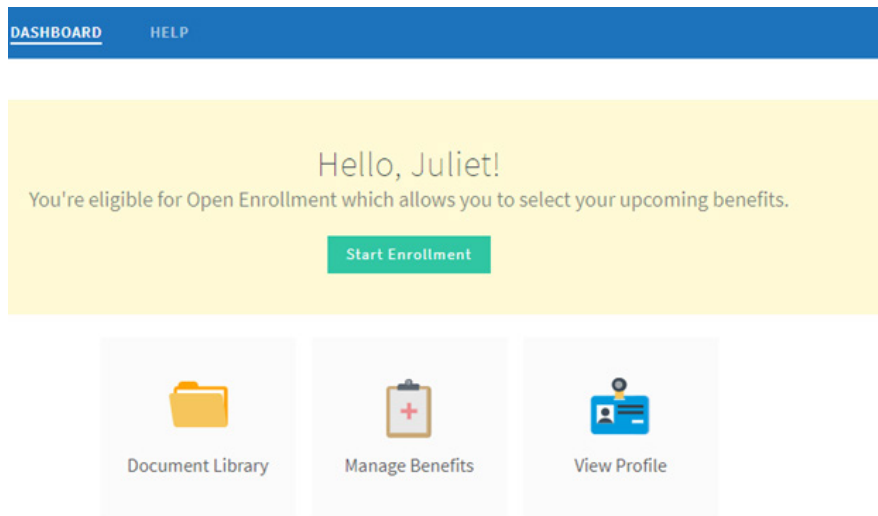 DASHBOARD HELP
Hello, Juliet!
You're eligible for Open Enrollment which allows you to select your upcoming benefits.
Start Enrollment
Document Library Manage Benefits View Profile